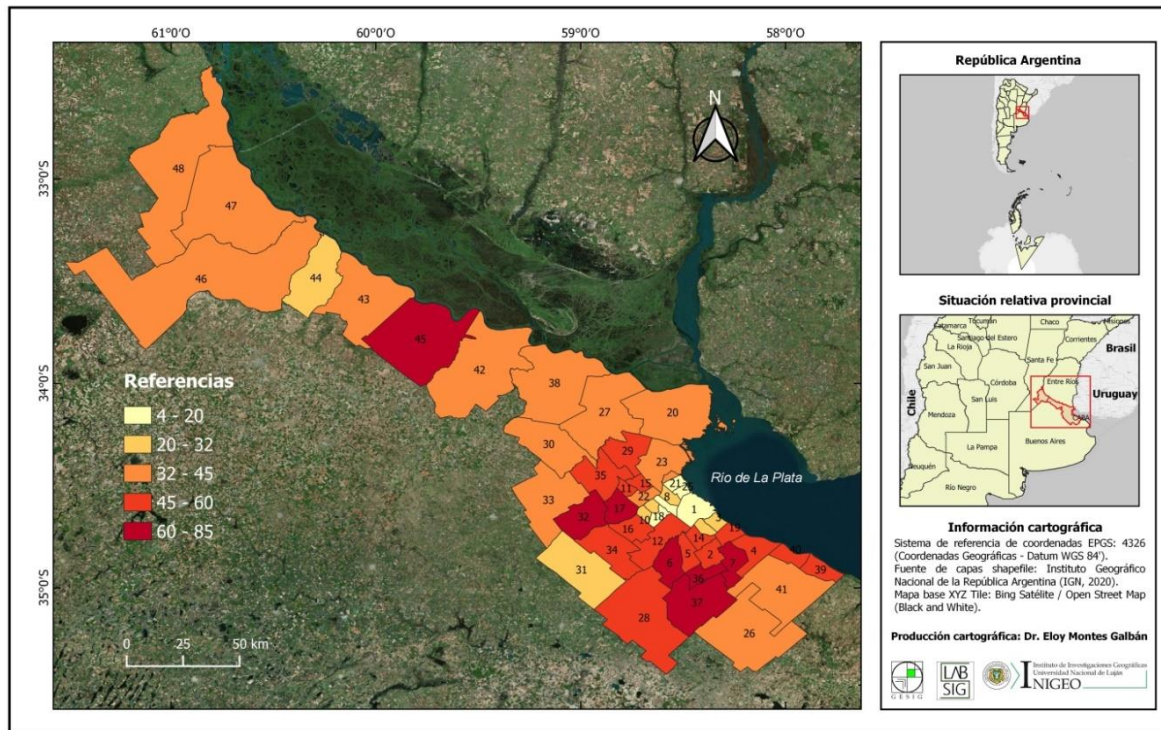 61°0'O 60°0'O 59°0'O 58°0'O
33°0'S
34°0'S
35°0'S
N
48
47
46
44
43
45
42
38
27
20
30
29
23
35
15
11
22
21
25
8
33
32
17
10
18
1
3
16
19
12
14
34
6
5
2
7
4
40
39
31
36
37
41
28
26
Río de La Plata
Referencias
4 - 20
20 - 32
32 - 45
45 - 60
60 - 85
0 25 50 km
República Argentina
Situación relativa provincial
Tucumán
Chaco
Misiones
Catamarca
Santiago del Estero
Corrientes
La Rioja
Santa Fe
Brasil
San Juan
Córdoba
Entre Ríos
Uruguay
Chile
Mendoza
San Luis
CABA
La Pampa
Buenos Aires
Neuquén
Río Negro
Información cartográfica
Sistema de referencia de coordenadas EPGS: 4326
(Coordenadas Geográficas - Datum WGS 84').
Fuente de capas shapefile: Instituto Geográfico
Nacional de la República Argentina (IGN, 2020).
Mapa base XYZ Tile: Bing Satélite / Open Street Map
(Black and White).
Producción cartográfica: Dr. Eloy Montes Galbán
GESIG
LAB
SIG
Instituto de Investigaciones Geográficas
Universidad Nacional de Luján
INIGEO